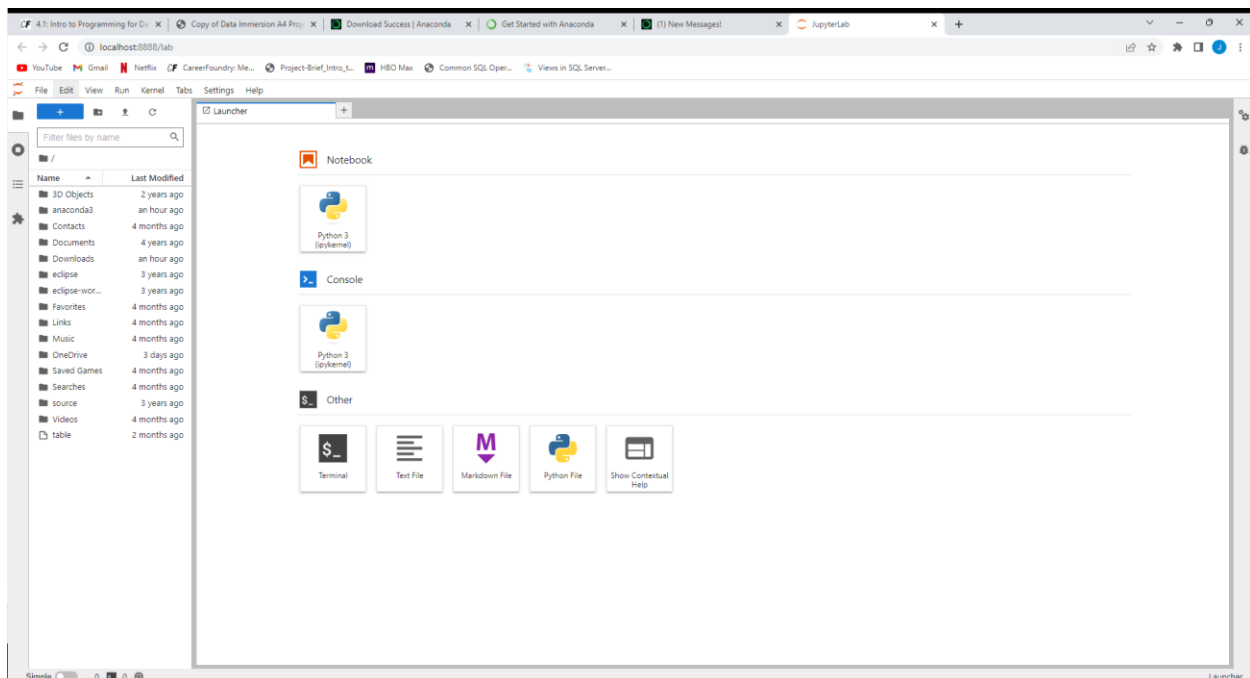 CF 4.1: Intro to Programming for Da
Copy of Data Immersion A4 Proj
Download Success | Anaconda
Get Started with Anaconda
(1) New Messages!
JupyterLab
localhost:8888/lab
YouTube
Gmail
Netflix
CF CareerFoundry: Me...
Project-Brief_Intro_t...
HBO Max
Common SQL Oper...
Views in SQL Server...
J
File Edit View Run Kernel Tabs Settings Help
Launcher
Filter files by name
/
Name Last Modified
3D Objects 2 years ago
anaconda3 an hour ago
Contacts 4 months ago
Documents 4 years ago
Downloads an hour ago
eclipse 3 years ago
eclipse-wor... 3 years ago
Favorites 4 months ago
Links 4 months ago
Music 4 months ago
OneDrive 3 days ago
Saved Games 4 months ago
Searches 4 months ago
source 3 years ago
Videos 4 months ago
table 2 months ago
Notebook
Python 3
(ipykernel)
Console
Python 3
(ipykernel)
$_ Other
$_
Terminal
Text File
M
Markdown File
Python File
Show Contextual
Help
Simple 0 $_ 0
Launcher